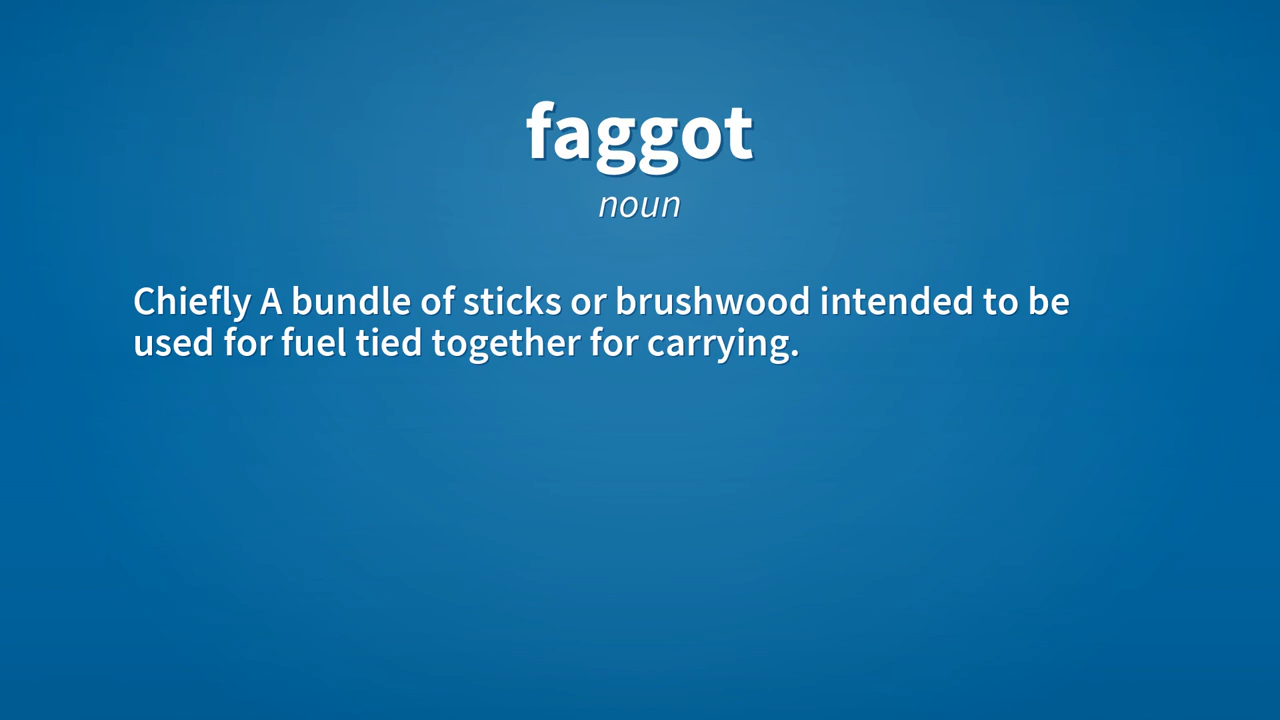 faggot
noun
Chiefly A bundle of sticks or brushwood intended to be
used for fuel tied together for carrying.